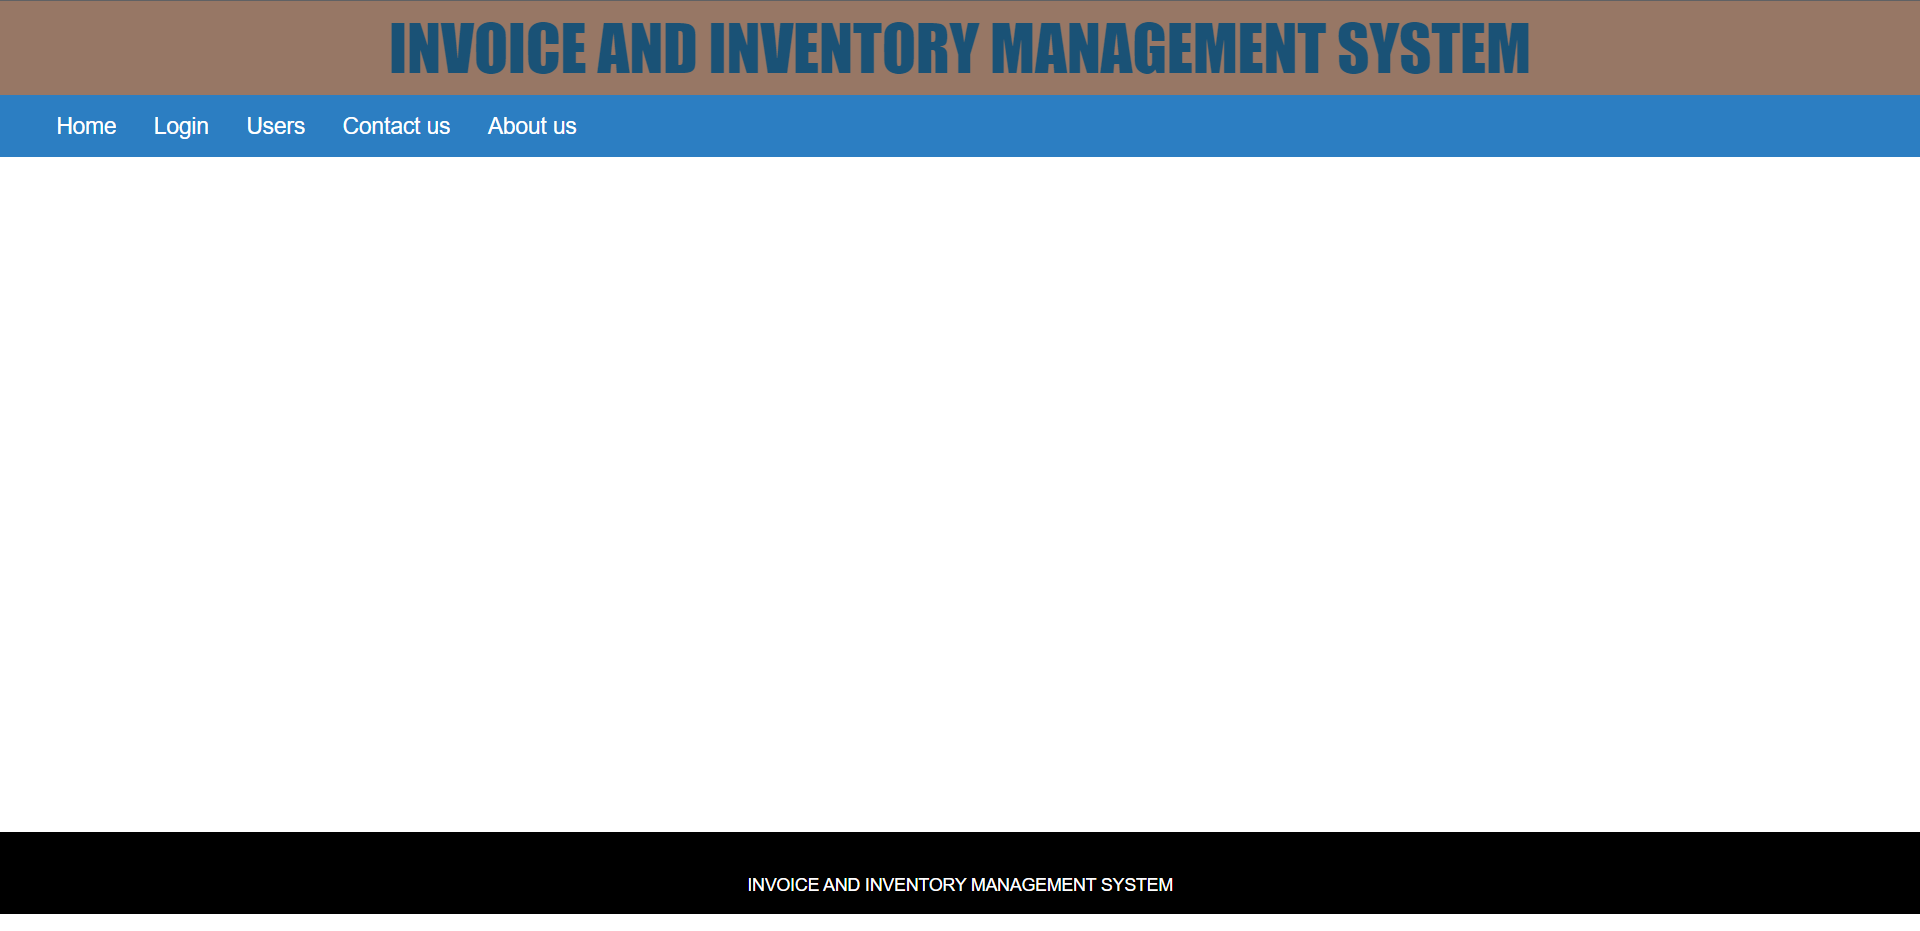 INVOICE AND INVENTORY MANAGEMENT SYSTEM
Home Login Users Contact us About us
INVOICE AND INVENTORY MANAGEMENT SYSTEM